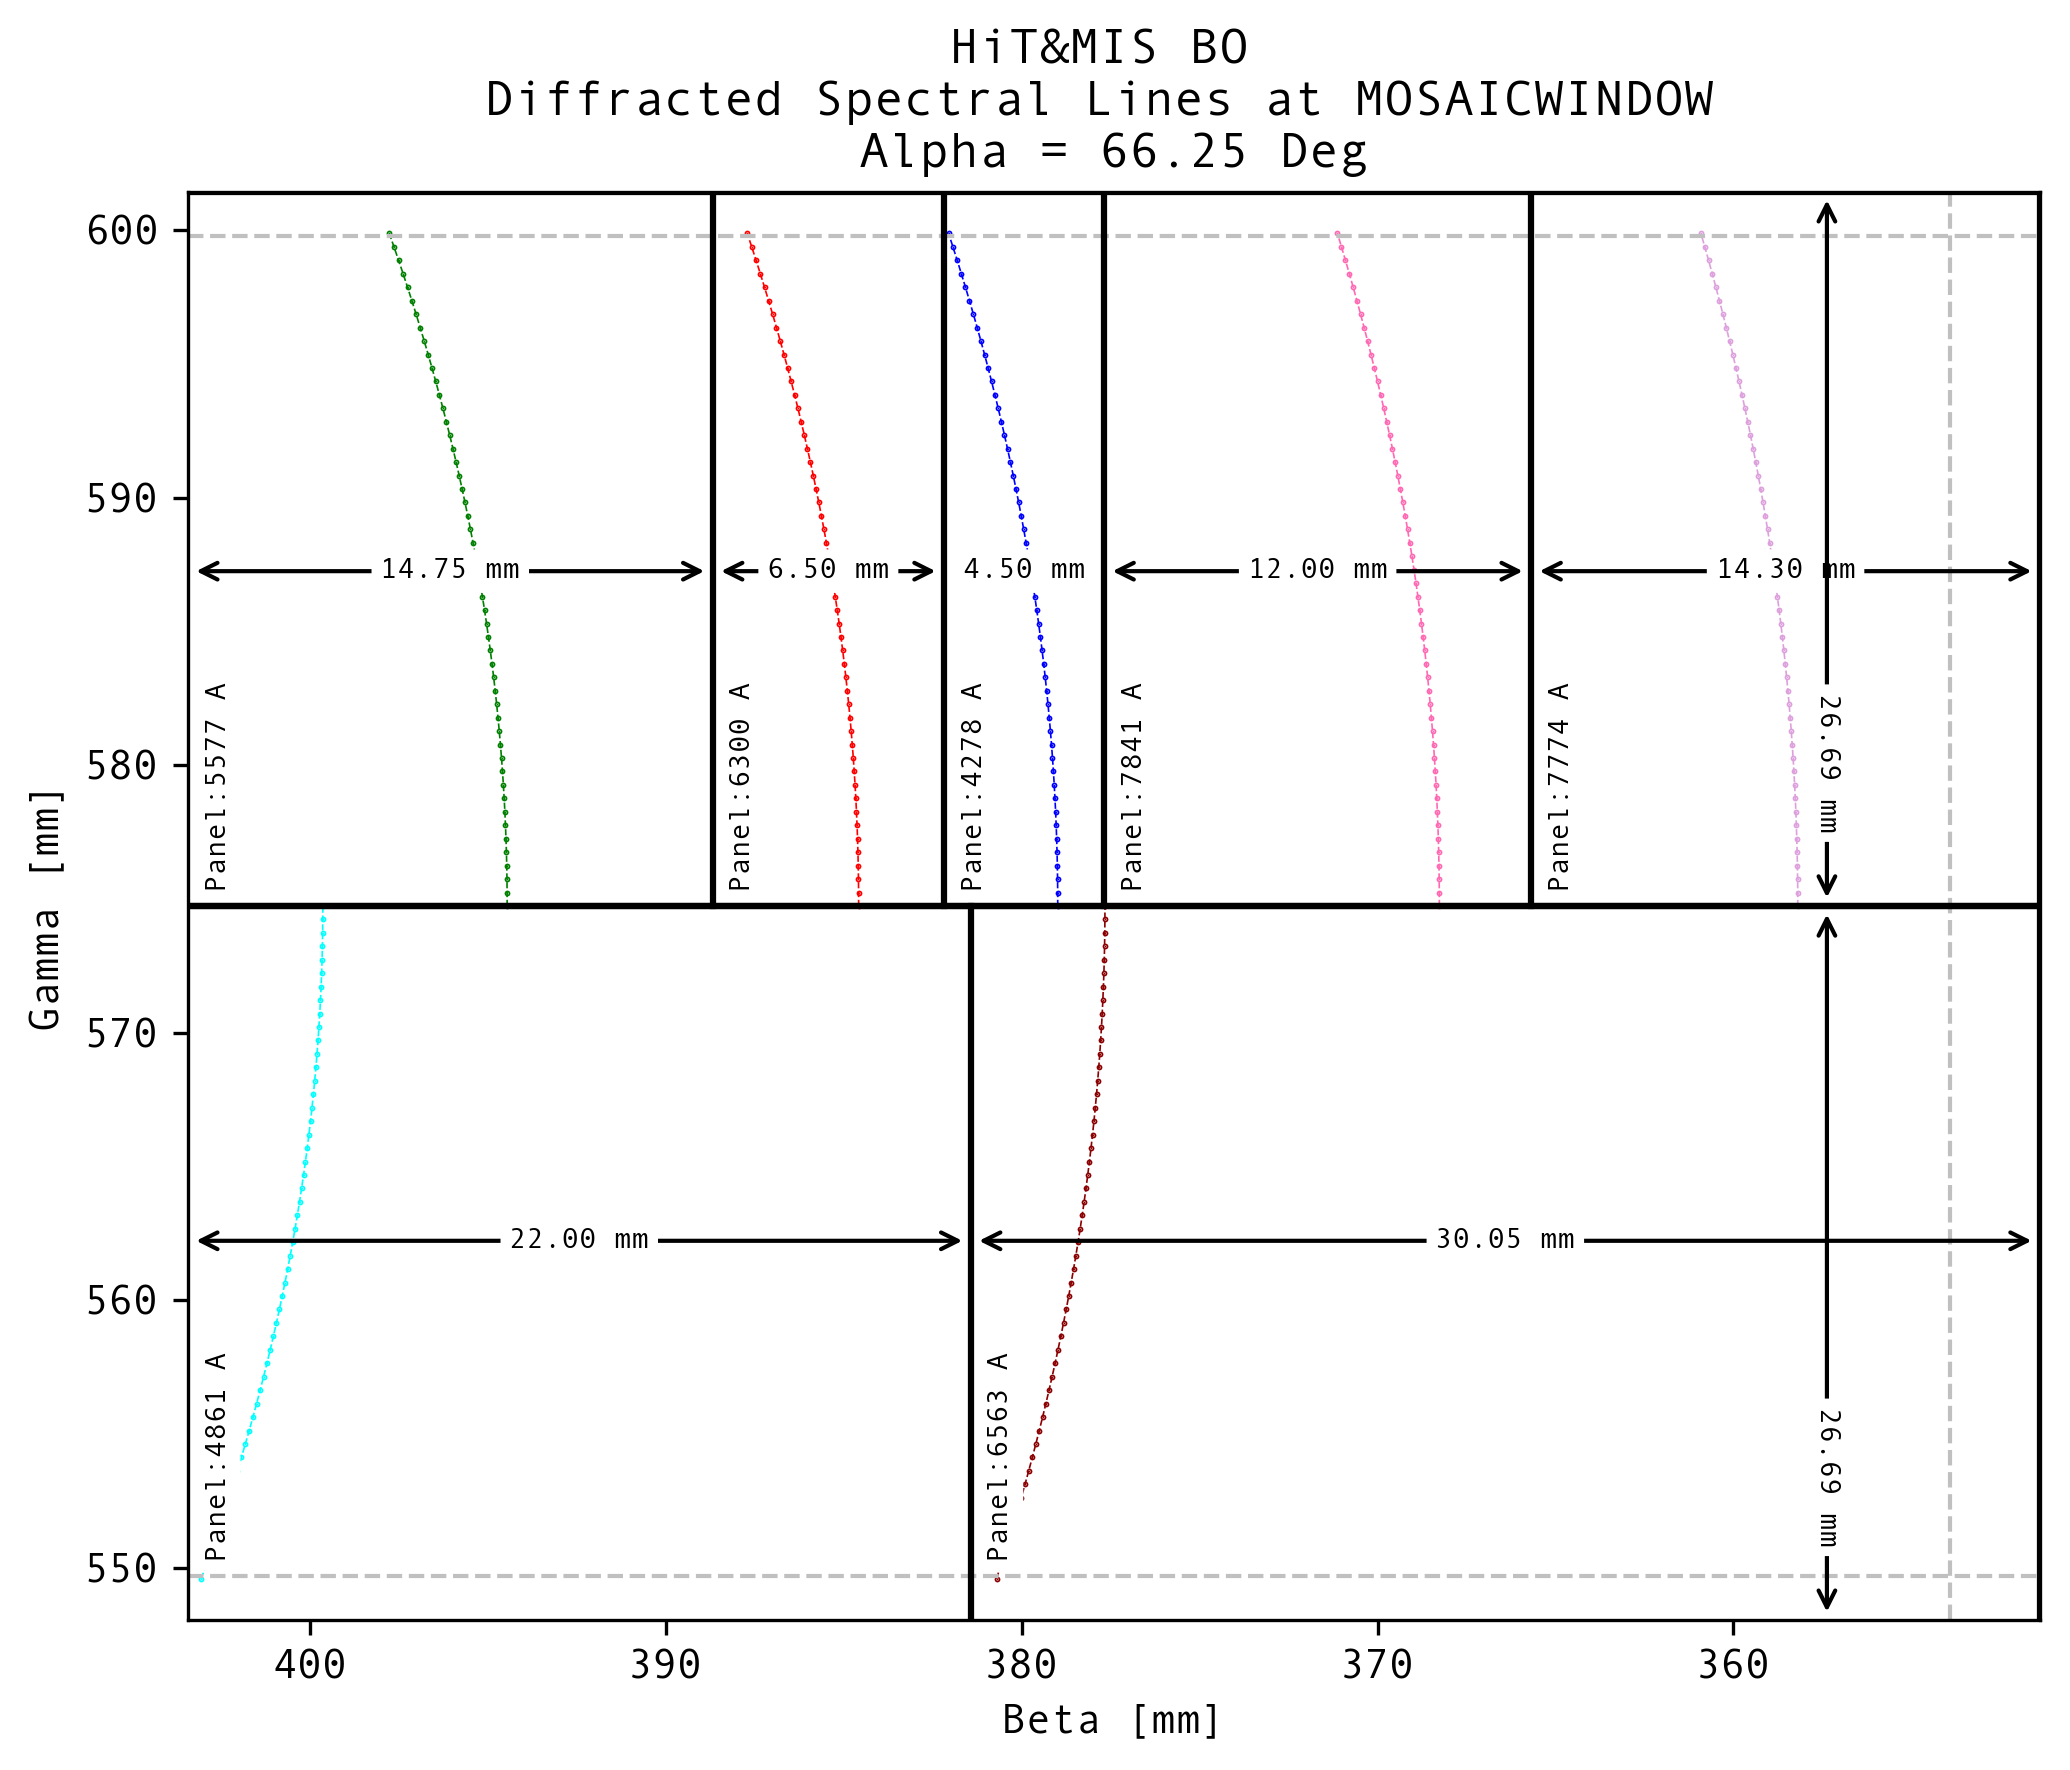 HiT&MIS BO
Diffracted Spectral Lines at MOSAICWINDOW
Alpha = 66.25 Deg
600
590
580
570
560
550
Gamma [mm]
14.75 mm
6.50 mm
4.50 mm
12.00 mm
14.30 mm
Panel:5577 A
Panel:6300 A
Panel:4278 A
Panel:7841 A
Panel:7774 A
26.69 mm
22.00 mm
30.05 mm
Panel:4861 A
Panel:6563 A
26.69 mm
400
390
380
370
360
Beta [mm]